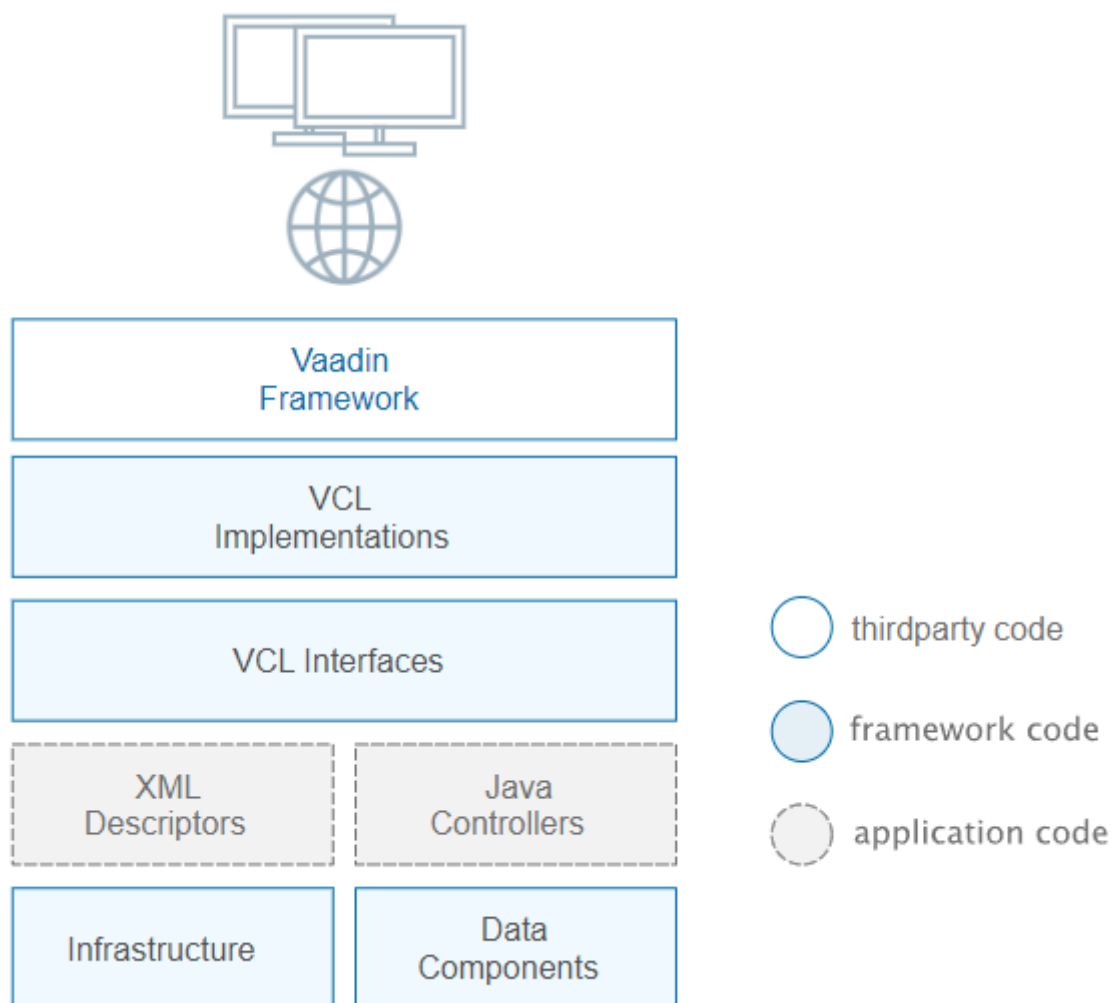 Vaadin
Framework
VCL
Implementations
VCL Interfaces
thirdparty code
framework code
XML
Descriptors
Java
Controllers
application code
Infrastructure
Data
Components